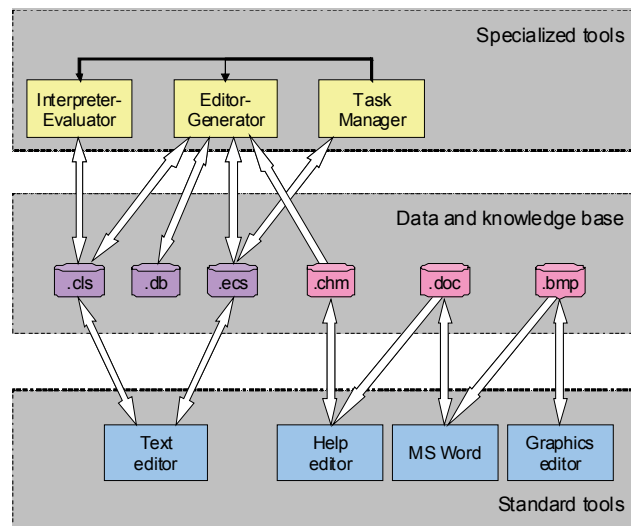 Specialized tools
Interpreter-
Evaluator
Editor-
Generator
Task
Manager
Data and knowledge base
.cls
.db
.ecs
.chm
.doc
.bmp
Text
editor
Help
editor
MS Word
Graphics
editor
Standard tools